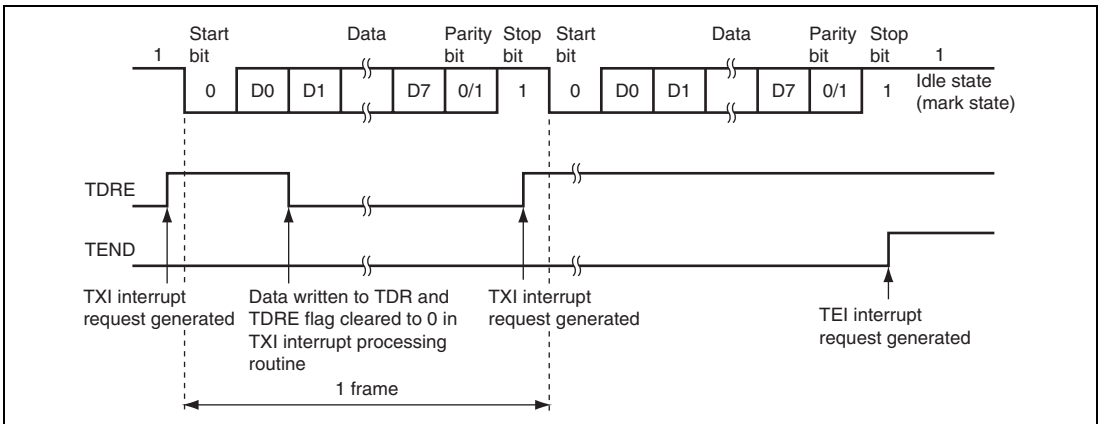 Start Data Parity Stop Start Data Parity Stop
1 bit bit bit bit bit bit 1
0 D0 D1 D7 0/1 1 0 D0 D1 D7 0/1 1 Idle state
(mark state)
TDRE
TEND
TXI interrupt
request generated
Data written to TDR and
TDRE flag cleared to 0 in
TXI interrupt processing
routine
TXI interrupt
request generated
TEI interrupt
request generated
1 frame